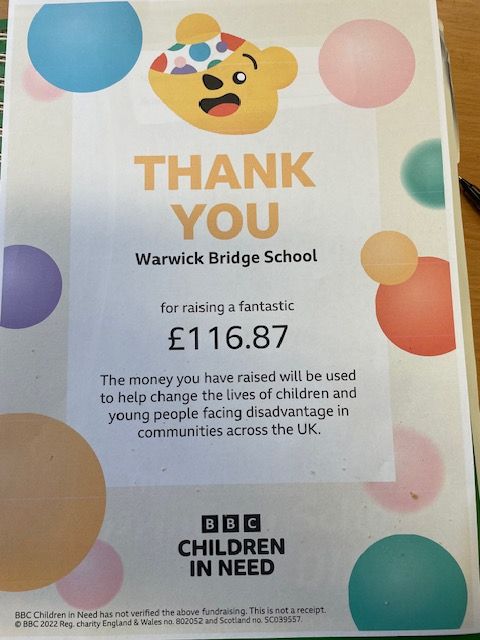 THANK
YOU
Warwick Bridge School
for raising a fantastic
£116.87
The money you have raised will be used
to help change the lives of children and
young people facing disadvantage in
communities across the UK.
BBC
CHILDREN
IN NEED
BBC Children in Need has not verified the above fundraising. This is not a receipt.
© BBC 2022 Reg. charity England & Wales no. 802052 and Scotland no. SC039557.